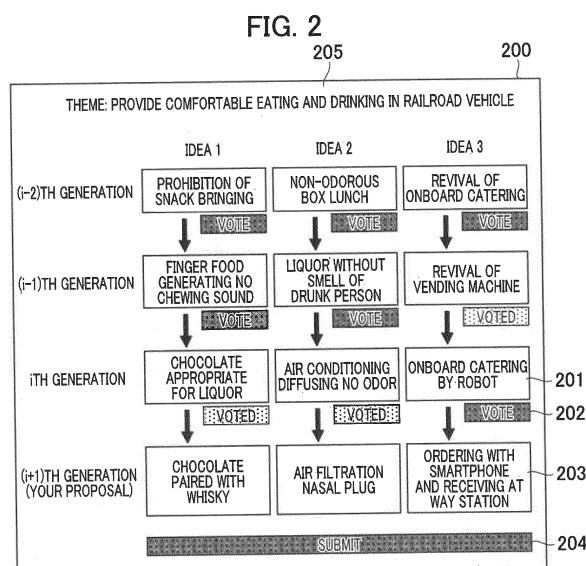 FIG. 2
205
200
THEME: PROVIDE COMFORTABLE EATING AND DRINKING IN RAILROAD VEHICLE
IDEA 1
IDEA 2
IDEA 3
(i-2)TH GENERATION
PROHIBITION OF
SNACK BRINGING
NON-ODOROUS
BOX LUNCH
REVIVAL OF
ONBOARD CATERING
VOTE
VOTE
VOTE
(i-1)TH GENERATION
FINGER FOOD
GENERATING NO
CHEWING SOUND
LIQUOR WITHOUT
SMELL OF
DRUNK PERSON
REVIVAL OF
VENDING MACHINE
VOTE
VOTE
VOTED
iTH GENERATION
CHOCOLATE
APPROPRIATE
FOR LIQUOR
AIR CONDITIONING
DIFFUSING NO ODOR
ONBOARD CATERING
BY ROBOT
201
VOTED
VOTED
VOTE
202
(i+1)TH GENERATION
(YOUR PROPOSAL)
CHOCOLATE
PAIRED WITH
WHISKY
AIR FILTRATION
NASAL PLUG
ORDERING WITH
SMARTPHONE
AND RECEIVING AT
WAY STATION
203
SUBMIT
204